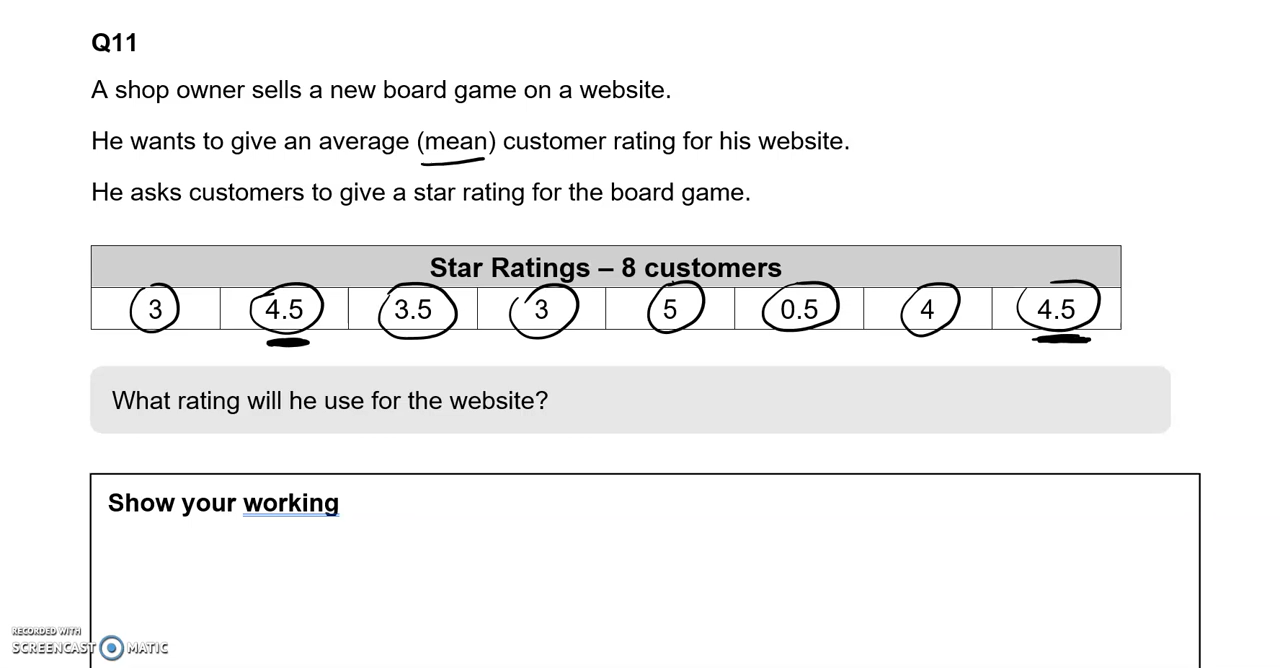 Q11
A shop owner sells a new board game on a website.
He wants to give an average (mean) customer rating for his website.
He asks customers to give a star rating for the board game.
Star Ratings – 8 customers
3 4.5 3.5 3 5 0.5 4 4.5
What rating will he use for the website?
Show your working
RECORDED WITH
SCREENCAST MATIC